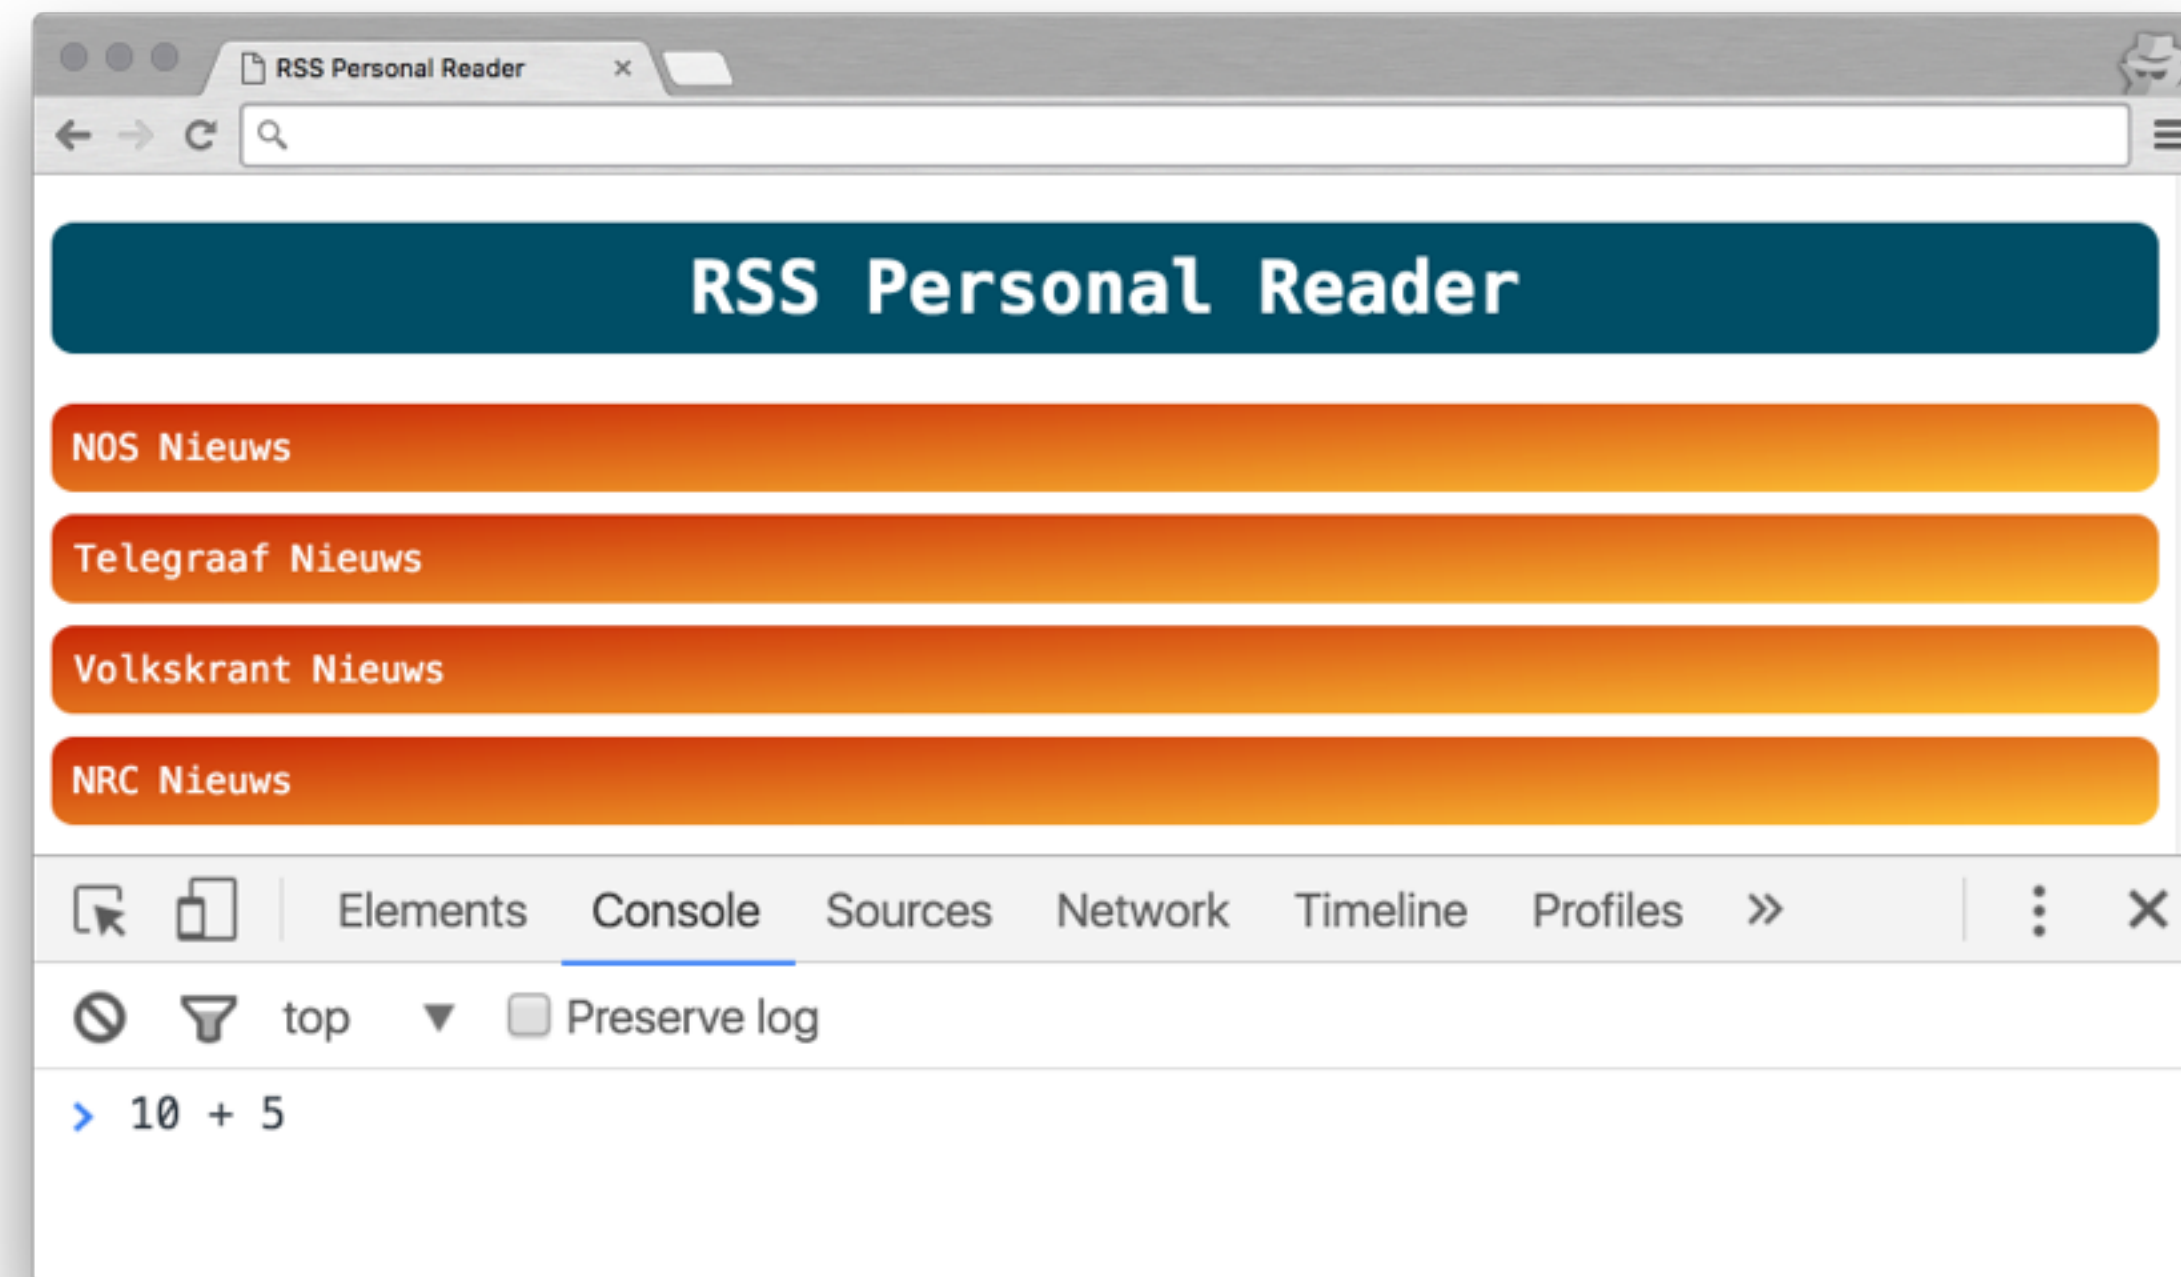 RSS Personal Reader
RSS Personal Reader
NOS Nieuws
Telegraaf Nieuws
Volkskrant Nieuws
NRC Nieuws
Elements Console Sources Network Timeline Profiles »
top Preserve log
> 10 + 5